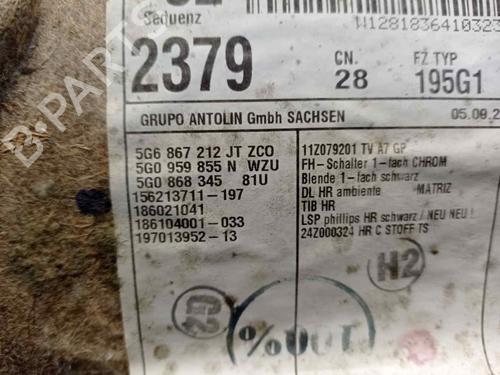 Sequenz
2379
CN.
28
FZ TYP
195G1
GRUPO ANTOLIN GmbH SACHSEN
05.09.2
5G6 867 212 JT ZCO
5G0 959 855 N WZU
5G0 868 345 81U
156213711-197
186021041
186104001-033
197013952-13
11Z079201 TV A7 GP
FH-Schalter 1-fach CHROM
Blende 1-fach schwarz
DL HR ambiente MATRIZ
TIB HR
LSP phillips HR schwarz / NEU NEU !
24Z000324 HR C STOFF TS
H2
100%